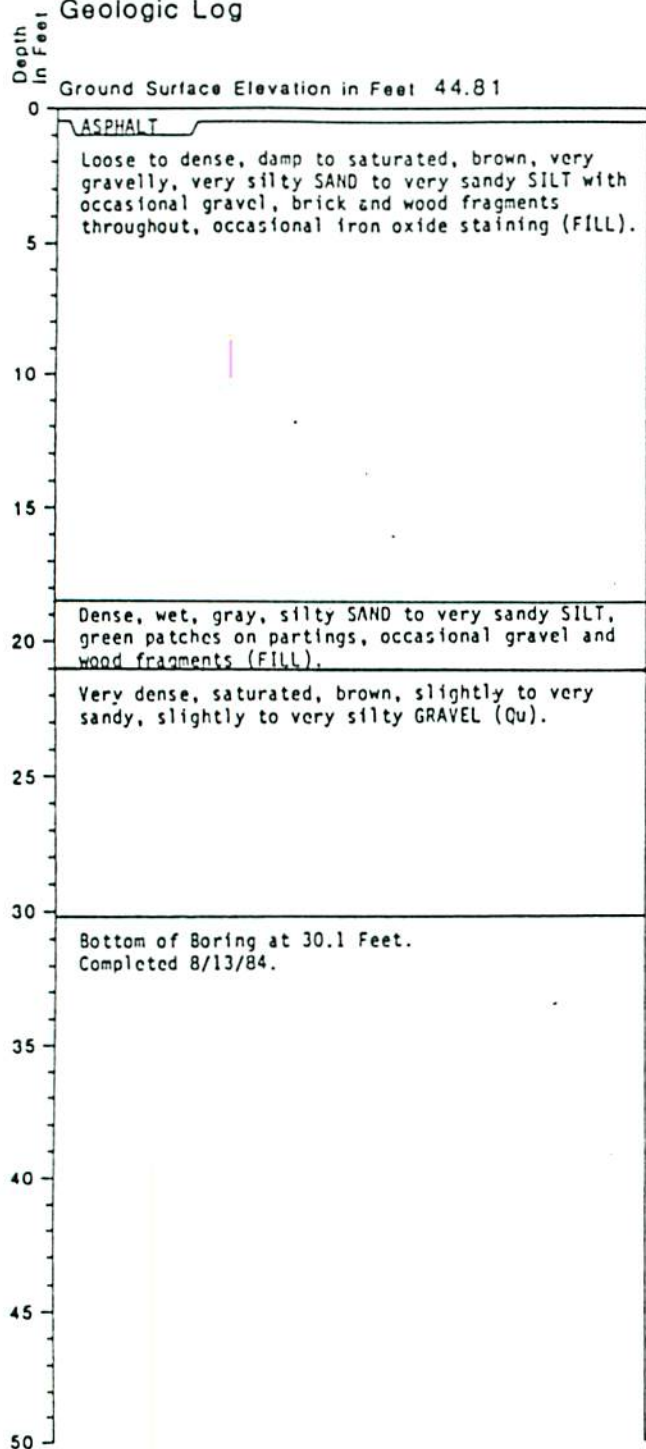 Geologic Log
Depth
in Feet
Ground Surface Elevation in Feet 44.81
0
ASPHALT
Loose to dense, damp to saturated, brown, very
gravelly, very silty SAND to very sandy SILT with
occasional gravel, brick and wood fragments
throughout, occasional iron oxide staining (FILL).
5
10
15
Dense, wet, gray, silty SAND to very sandy SILT,
green patches on partings, occasional gravel and
wood fragments (FILL).
20
Very dense, saturated, brown, slightly to very
sandy, slightly to very silty GRAVEL (Qu).
25
30
Bottom of Boring at 30.1 Feet.
Completed 8/13/84.
35
40
45
50